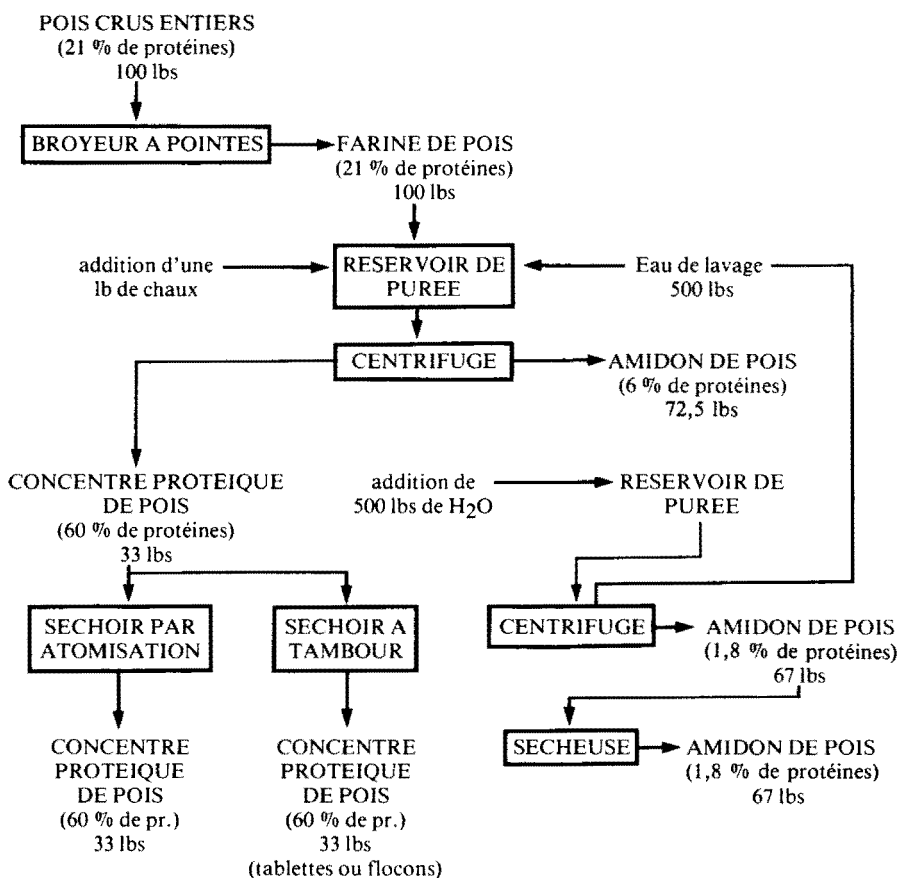 POIS CRUS ENTIERS
(21 % de protéines)
100 lbs
BROYEUR A POINTES
FARINE DE POIS
(21 % de protéines)
100 lbs
addition d'une
lb de chaux
RESERVOIR DE
PUREE
Eau de lavage
500 lbs
CENTRIFUGE
AMIDON DE POIS
(6 % de protéines)
72,5 lbs
CONCENTRE PROTEIQUE
DE POIS
(60 % de protéines)
33 lbs
addition de
500 lbs de H2O
RESERVOIR DE
PUREE
SECHOIR PAR
ATOMISATION
SECHOIR A
TAMBOUR
CENTRIFUGE
AMIDON DE POIS
(1,8 % de protéines)
67 lbs
CONCENTRE
PROTEIQUE
DE POIS
(60 % de pr.)
33 lbs
CONCENTRE
PROTEIQUE
DE POIS
(60 % de pr.)
33 lbs
(tablettes ou flocons)
SECHEUSE
AMIDON DE POIS
(1,8 % de protéines)
67 lbs